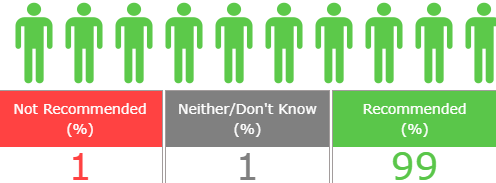 Not Recommended
(%)
Neither/Don't Know
(%)
Recommended
(%)
1
1
99